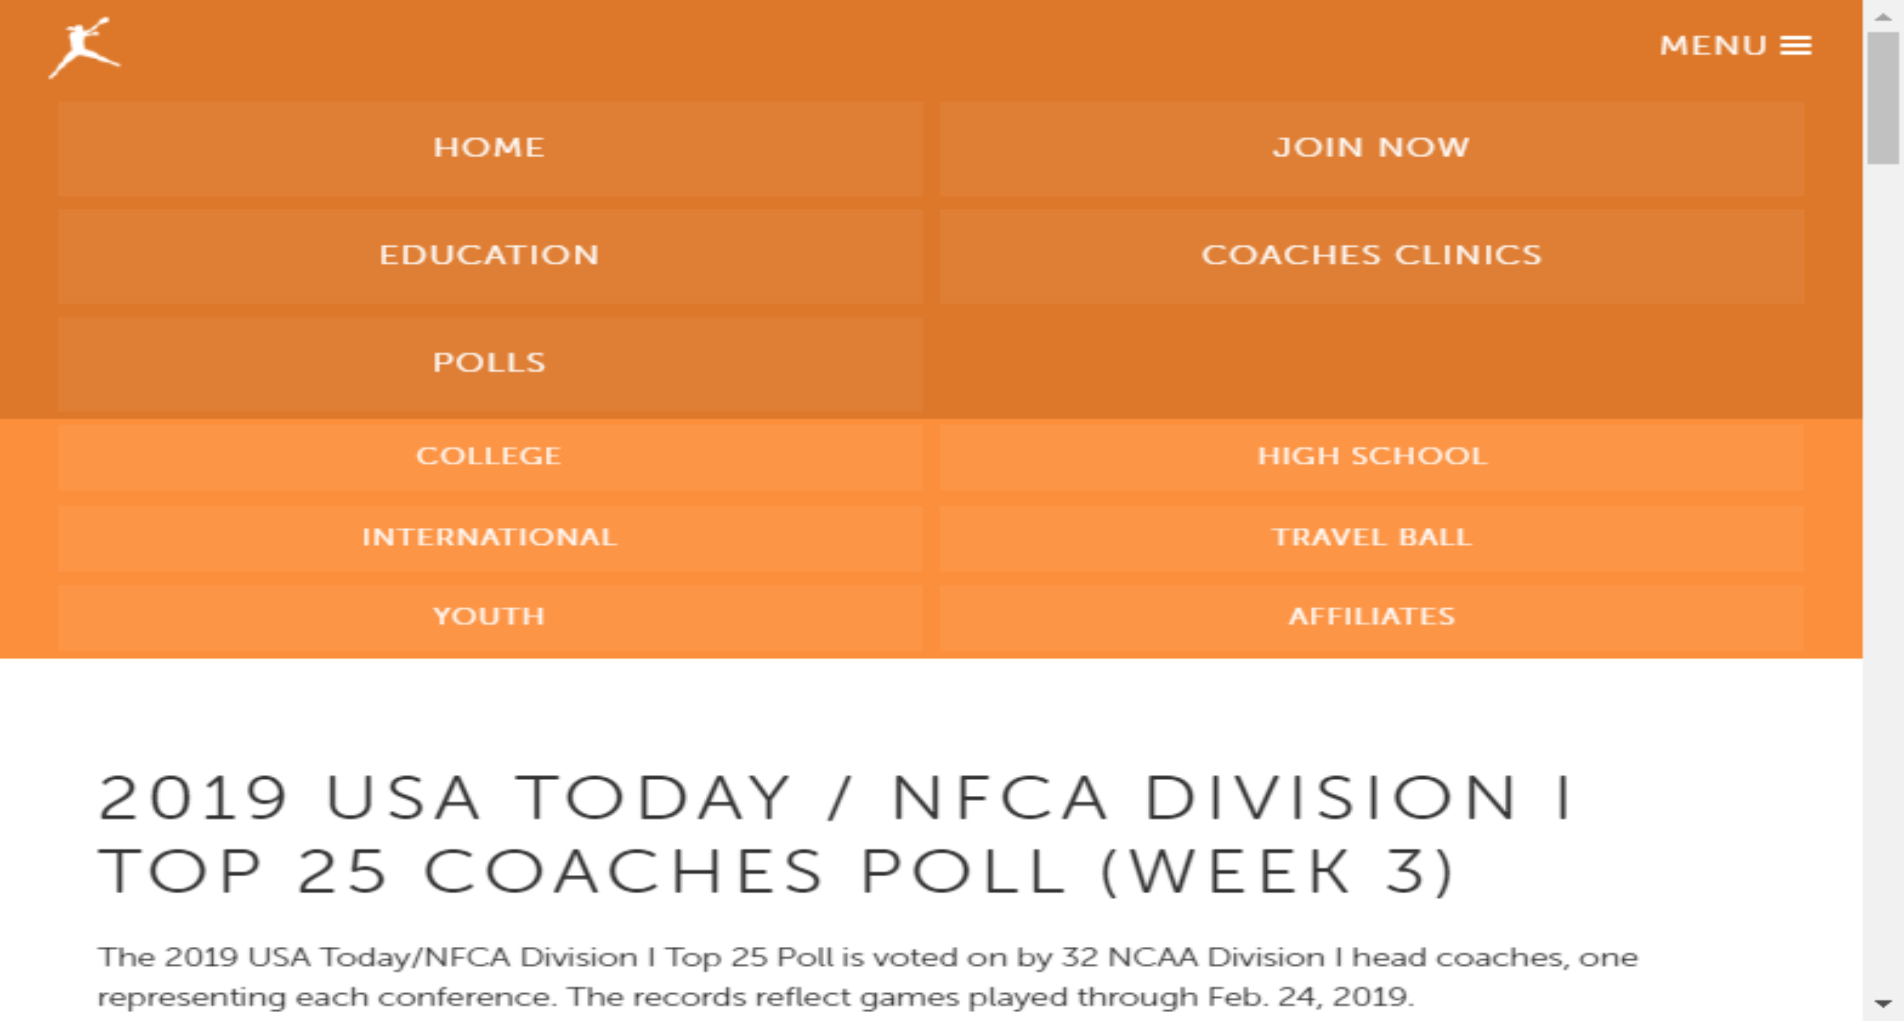 MENU
HOME
JOIN NOW
EDUCATION
COACHES CLINICS
POLLS
COLLEGE
HIGH SCHOOL
INTERNATIONAL
TRAVEL BALL
YOUTH
AFFILIATES
2019 USA TODAY / NFCA DIVISION I
TOP 25 COACHES POLL (WEEK 3)
The 2019 USA Today/NFCA Division I Top 25 Poll is voted on by 32 NCAA Division I head coaches, one
representing each conference. The records reflect games played through Feb. 24, 2019.